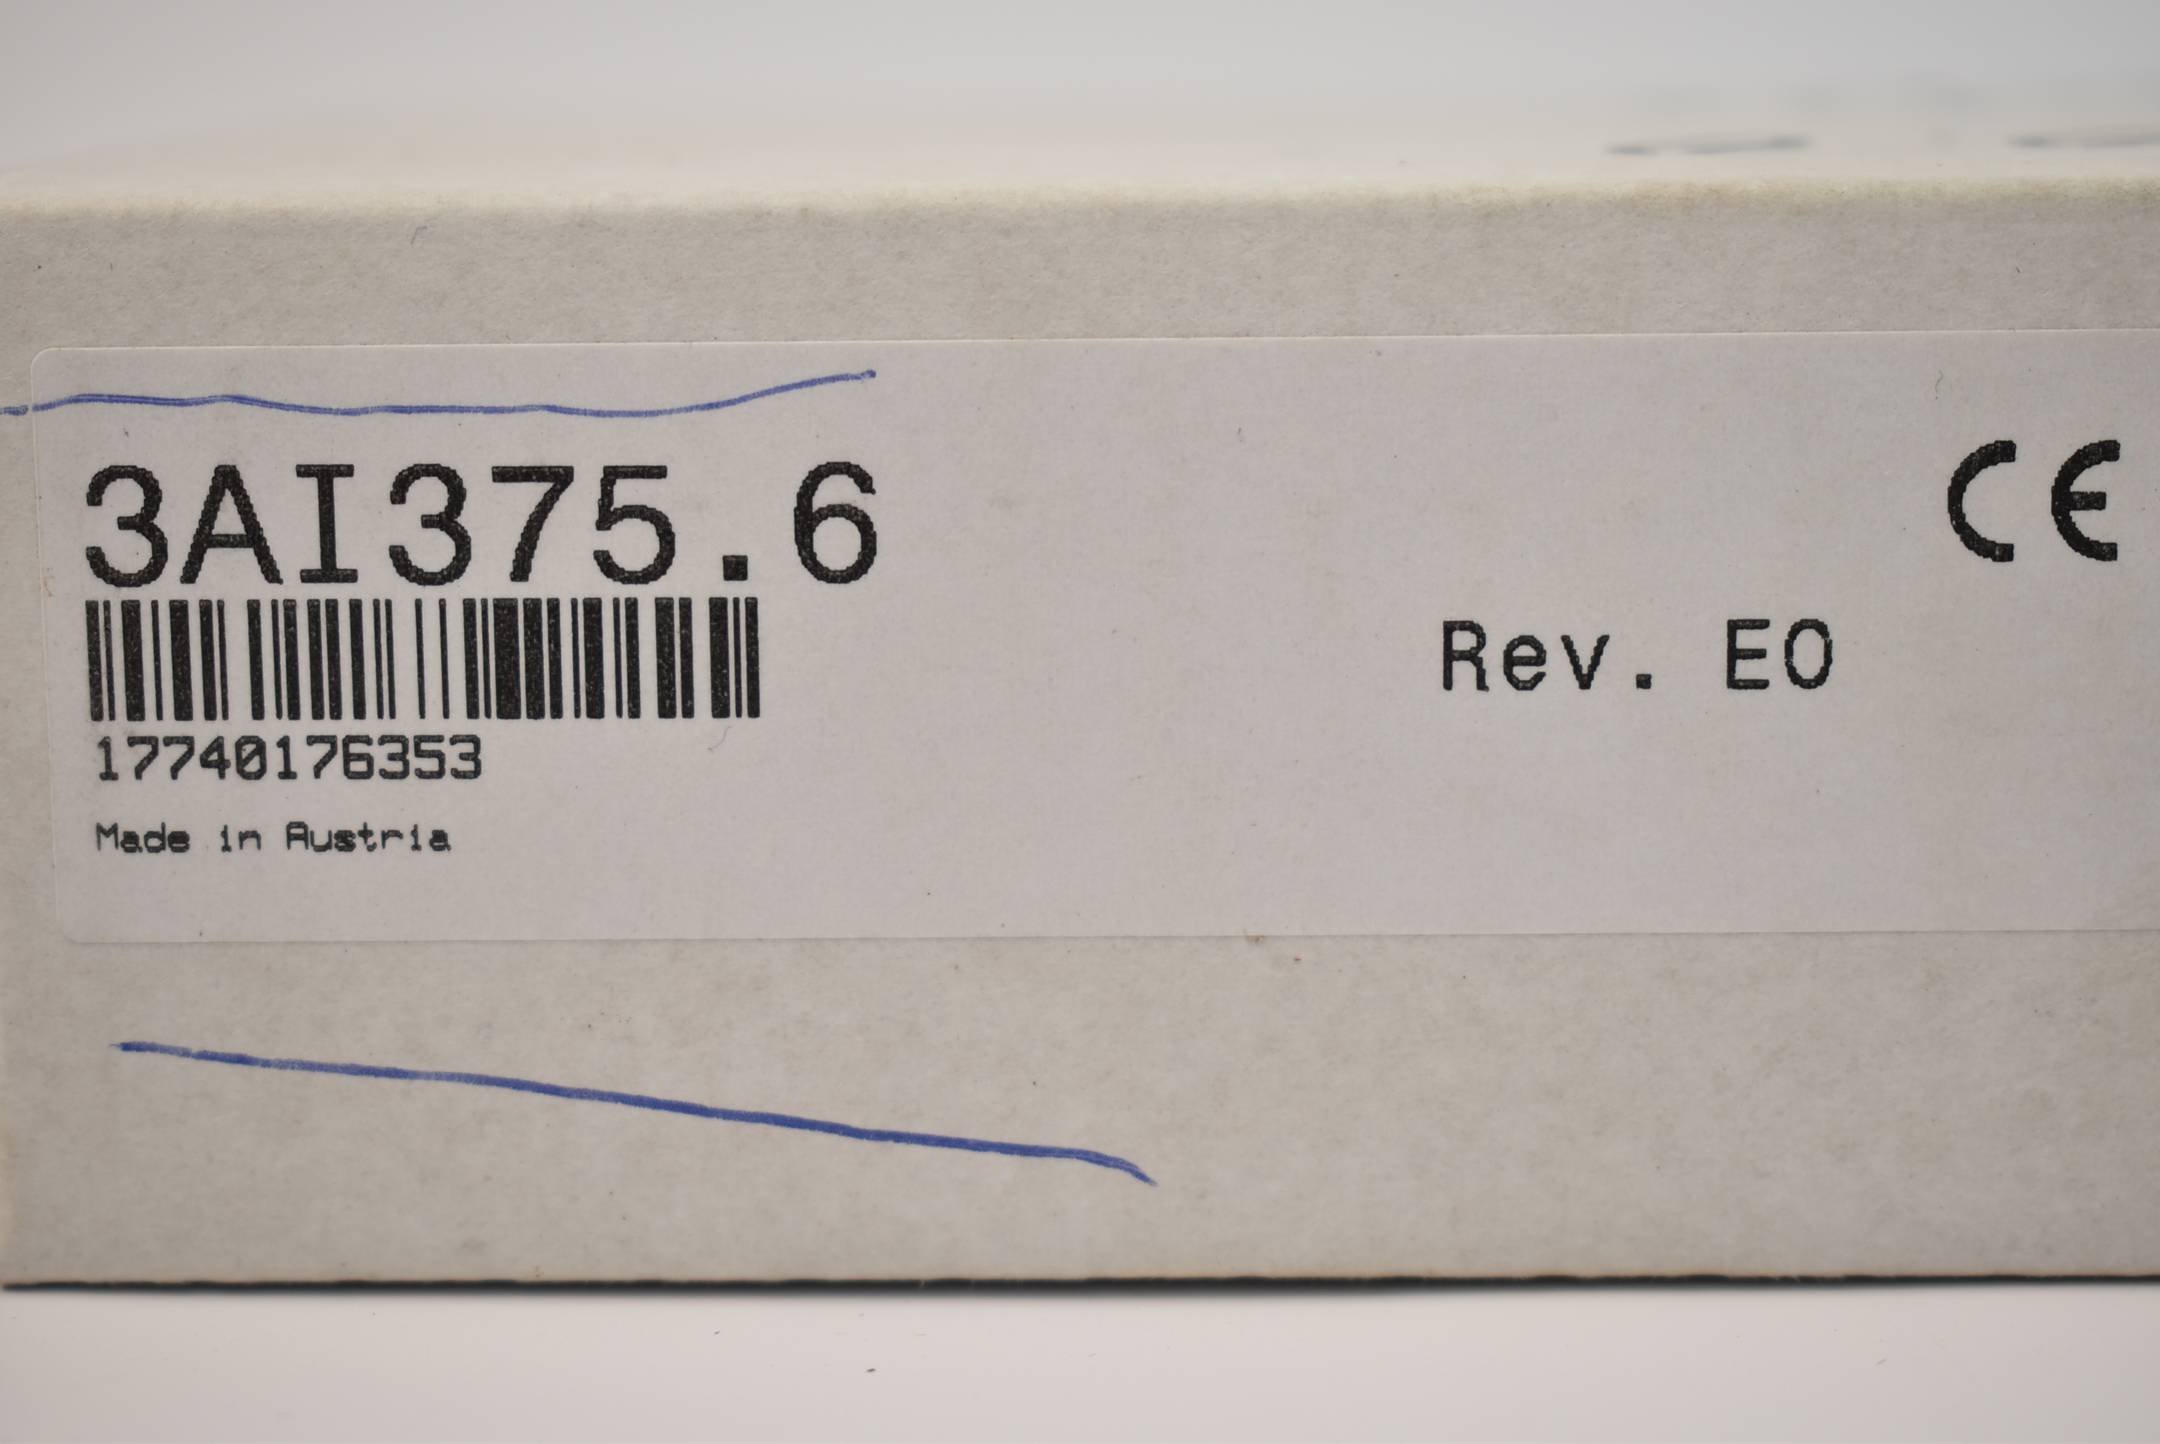 3AI375.6
CE
Rev. E0
17740176353
Made in Austria